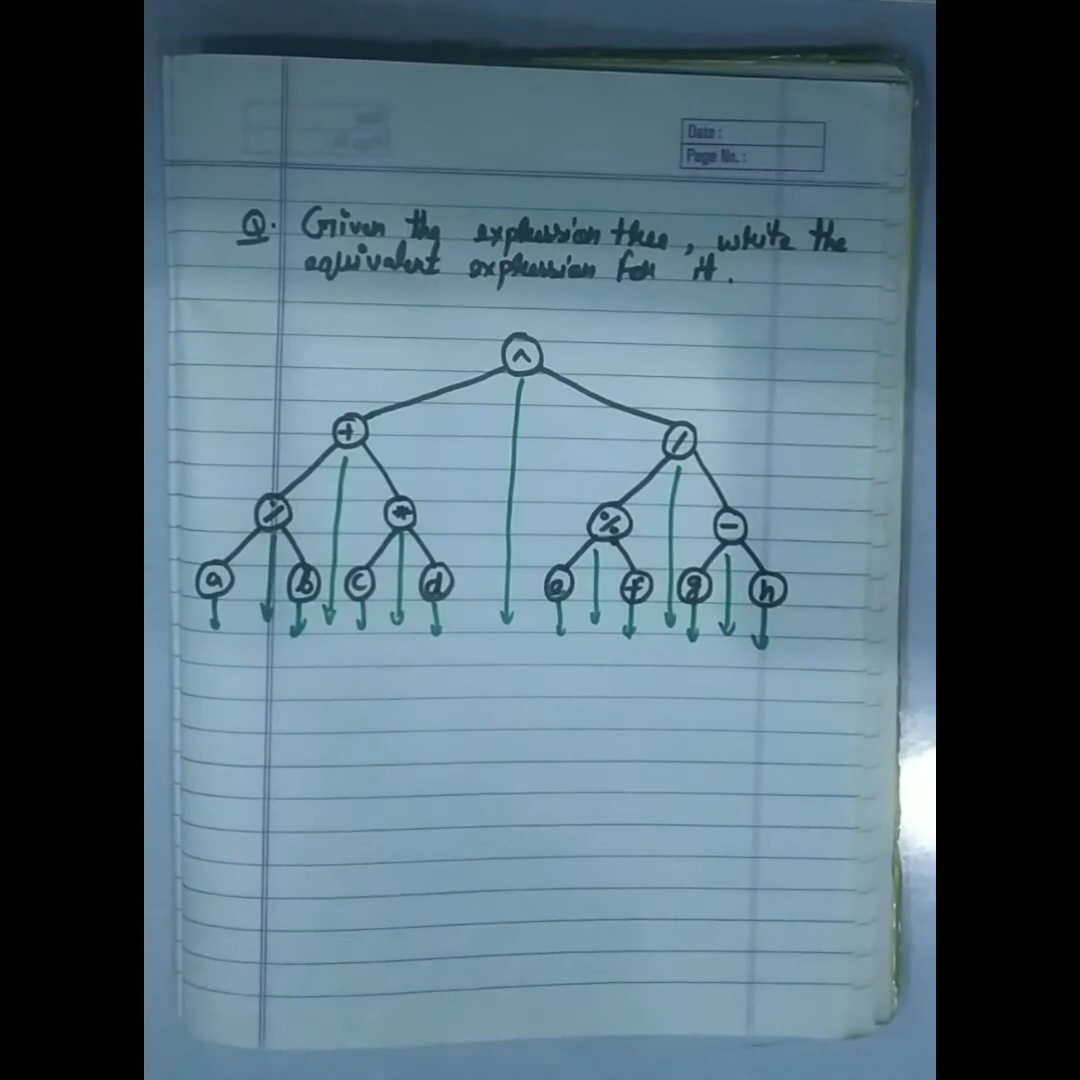 Date :
Page No. :
Q. Given the expression tree, write the
equivalent expression for it.
^
+ /
/ * % -
a b c d e f g h